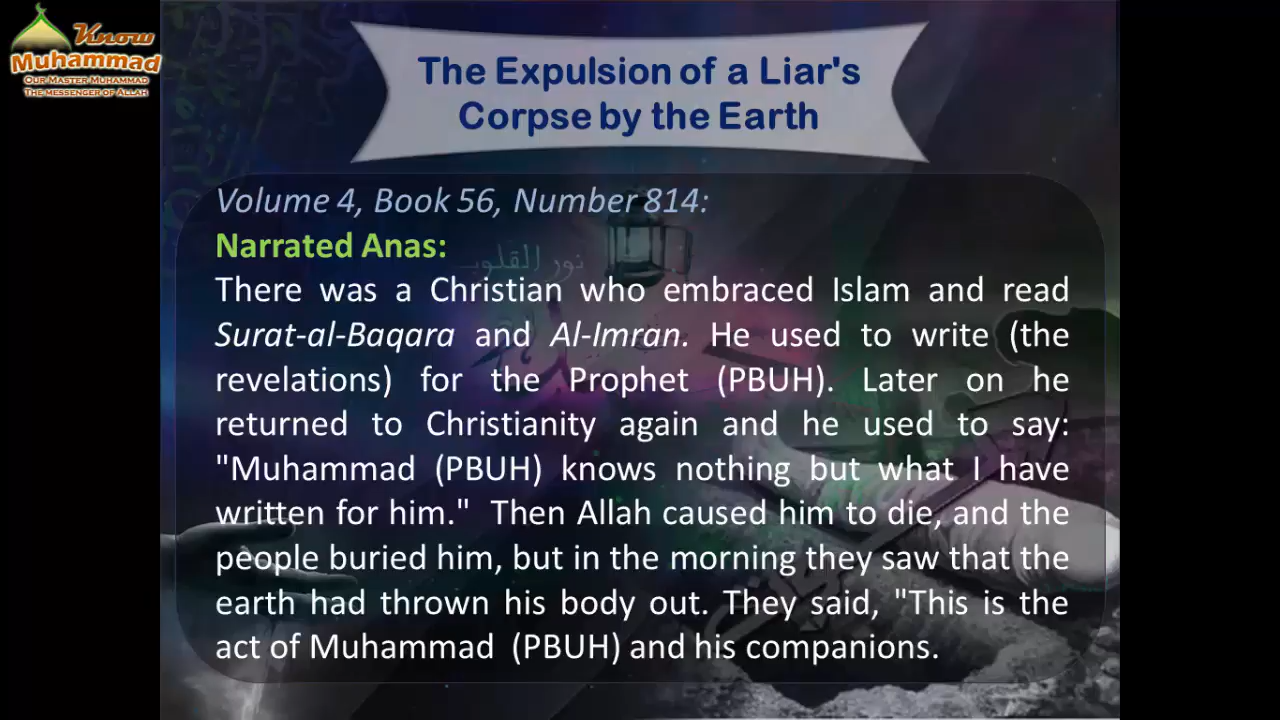 Know
Muhammad
Our Master Muhammad
The Messenger of Allah
The Expulsion of a Liar's
Corpse by the Earth
Volume 4, Book 56, Number 814:
Narrated Anas:
نور القلوب
There was a Christian who embraced Islam and read
Surat-al-Baqara and Al-Imran. He used to write (the
revelations) for the Prophet (PBUH). Later on he
returned to Christianity again and he used to say:
"Muhammad (PBUH) knows nothing but what I have
written for him." Then Allah caused him to die, and the
people buried him, but in the morning they saw that the
earth had thrown his body out. They said, "This is the
act of Muhammad (PBUH) and his companions.